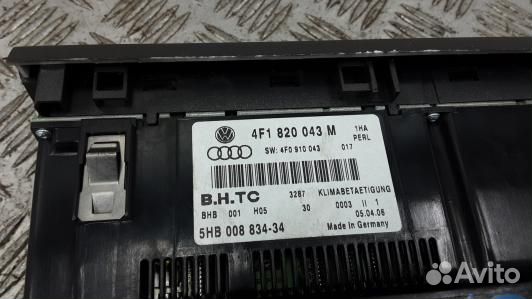 4F1 820 043 M 1HA
PERL
SW: 4F0 910 043 017
B.H.TC 3287 KLIMABETAETIGUNG
BHB 001 H05 30 0003 II 1
05.04.06
5HB 008 834-34 Made in Germany
Avito